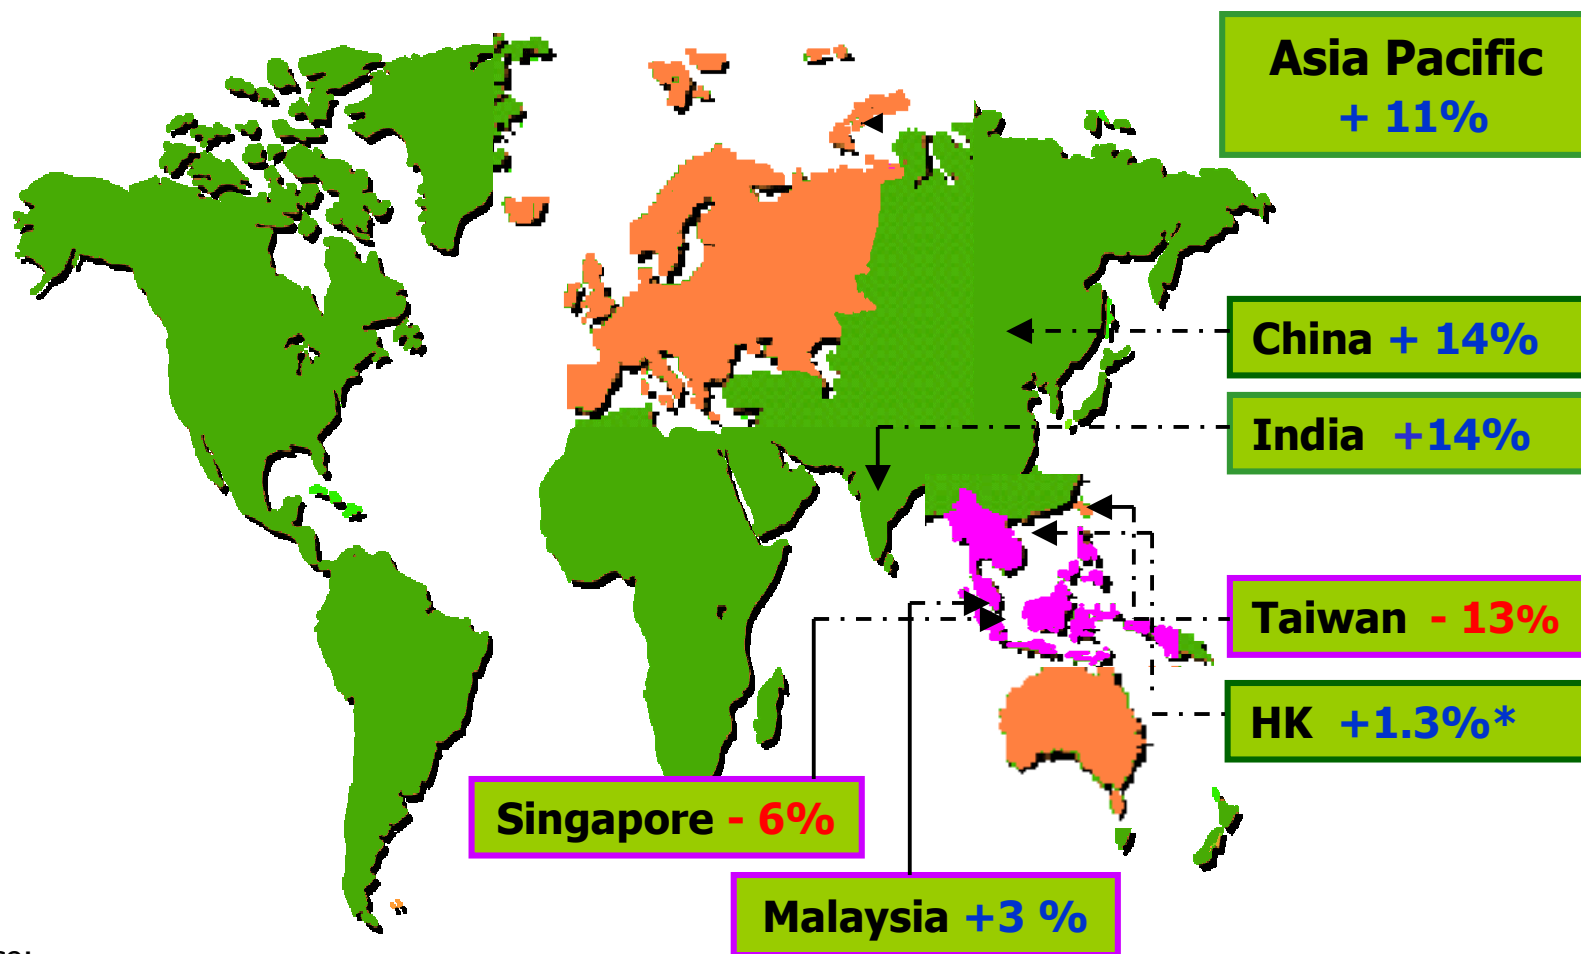 Asia Pacific
+ 11%
China + 14%
India +14%
Taiwan - 13%
HK +1.3%*
Singapore - 6%
Malaysia +3 %